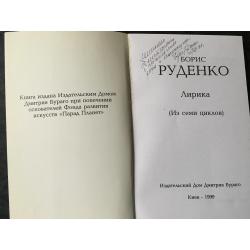 Книга издана Издательским Домом
Дмитрия Бураго при попечении
основателей Фонда развития
искусств «Парад Планет»
БОРИС
РУДЕНКО
Лирика
(Из семи циклов)
Издательский Дом Дмитрия Бураго
Киев - 1999